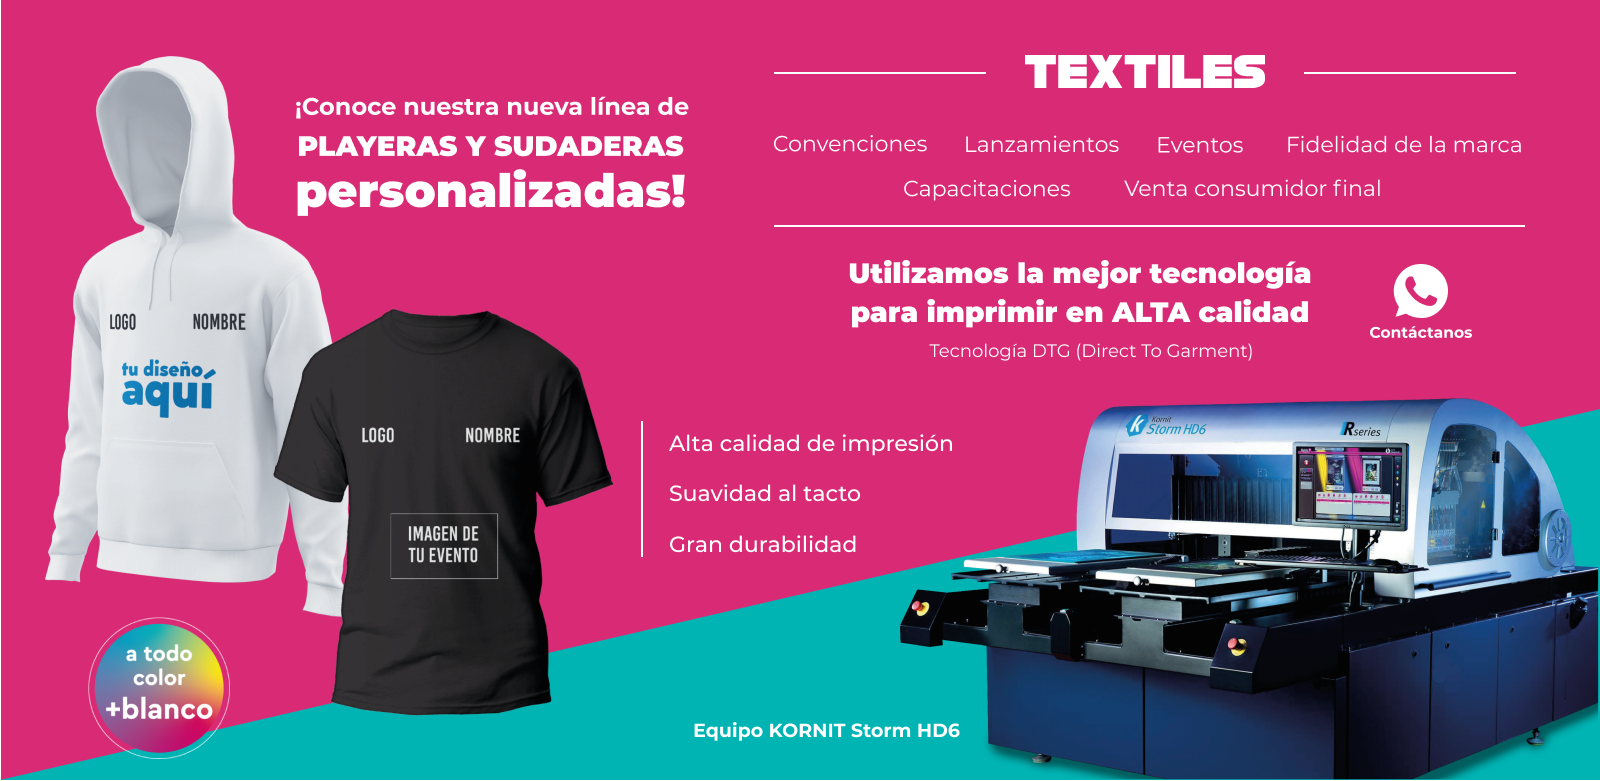 ¡Conoce nuestra nueva línea de
PLAYERAS Y SUDADERAS
personalizadas!
LOGO NOMBRE
tu diseño
aquí
LOGO NOMBRE
IMAGEN DE
TU EVENTO
a todo
color
+blanco
TEXTILES
Convenciones Lanzamientos Eventos Fidelidad de la marca
Capacitaciones Venta consumidor final
Utilizamos la mejor tecnología
para imprimir en ALTA calidad
Tecnología DTG (Direct To Garment)
Contáctanos
Alta calidad de impresión
Suavidad al tacto
Gran durabilidad
K Kornit
Storm HD6
R series
Equipo KORNIT Storm HD6